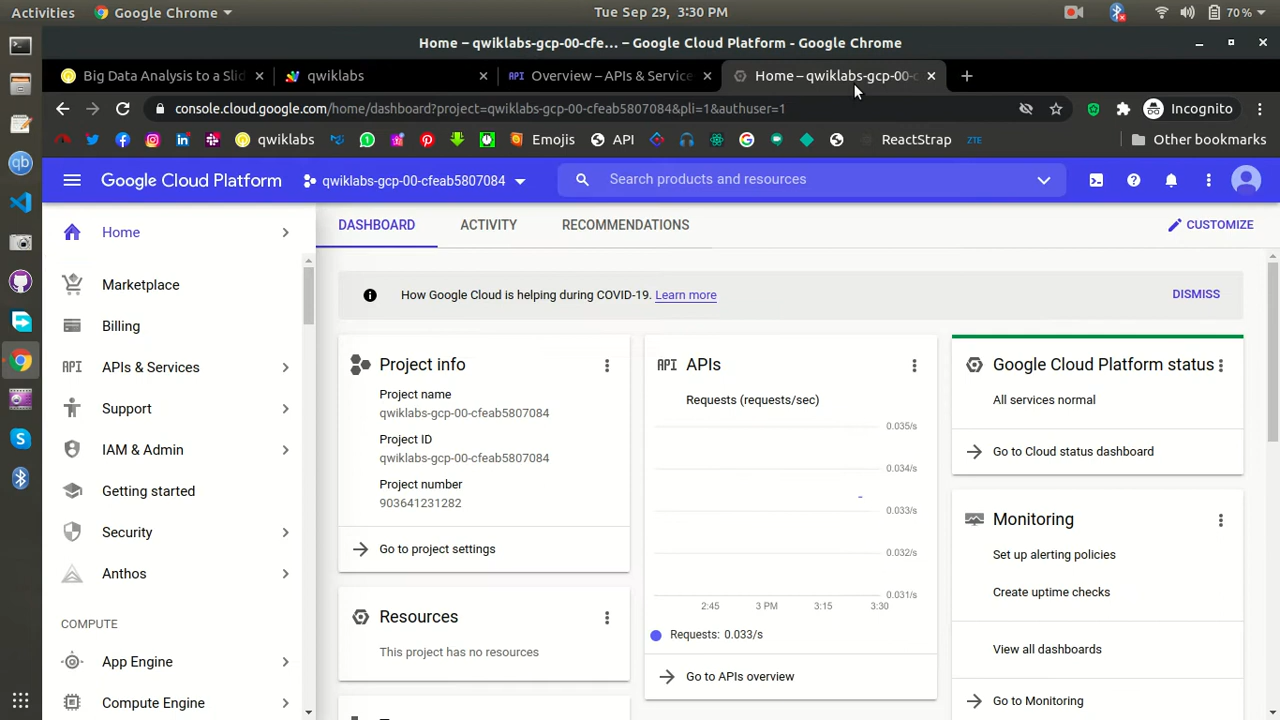 Activities Google Chrome Tue Sep 29, 3:30 PM 70 %
Home – qwiklabs-gcp-00-cfe... – Google Cloud Platform - Google Chrome
Big Data Analysis to a Slid qwiklabs API Overview – APIs & Service Home – qwiklabs-gcp-00-c
console.cloud.google.com/home/dashboard?project=qwiklabs-gcp-00-cfeab5807084&pli=1&authuser=1 Incognito
qwiklabs Emojis API ReactStrap ZTE Other bookmarks
Google Cloud Platform qwiklabs-gcp-00-cfeab5807084 Search products and resources
Home
Marketplace
Billing
API APIs & Services
Support
IAM & Admin
Getting started
Security
Anthos
COMPUTE
App Engine
Compute Engine
DASHBOARD ACTIVITY RECOMMENDATIONS CUSTOMIZE
How Google Cloud is helping during COVID-19. Learn more DISMISS
Project info
Project name
qwiklabs-gcp-00-cfeab5807084
Project ID
qwiklabs-gcp-00-cfeab5807084
Project number
903641231282
Go to project settings
Resources
This project has no resources
API APIs
Requests (requests/sec)
0.035/s
0.034/s
0.033/s
0.032/s
0.031/s
2:45 3 PM 3:15 3:30
Requests: 0.033/s
Go to APIs overview
Google Cloud Platform status
All services normal
Go to Cloud status dashboard
Monitoring
Set up alerting policies
Create uptime checks
View all dashboards
Go to Monitoring